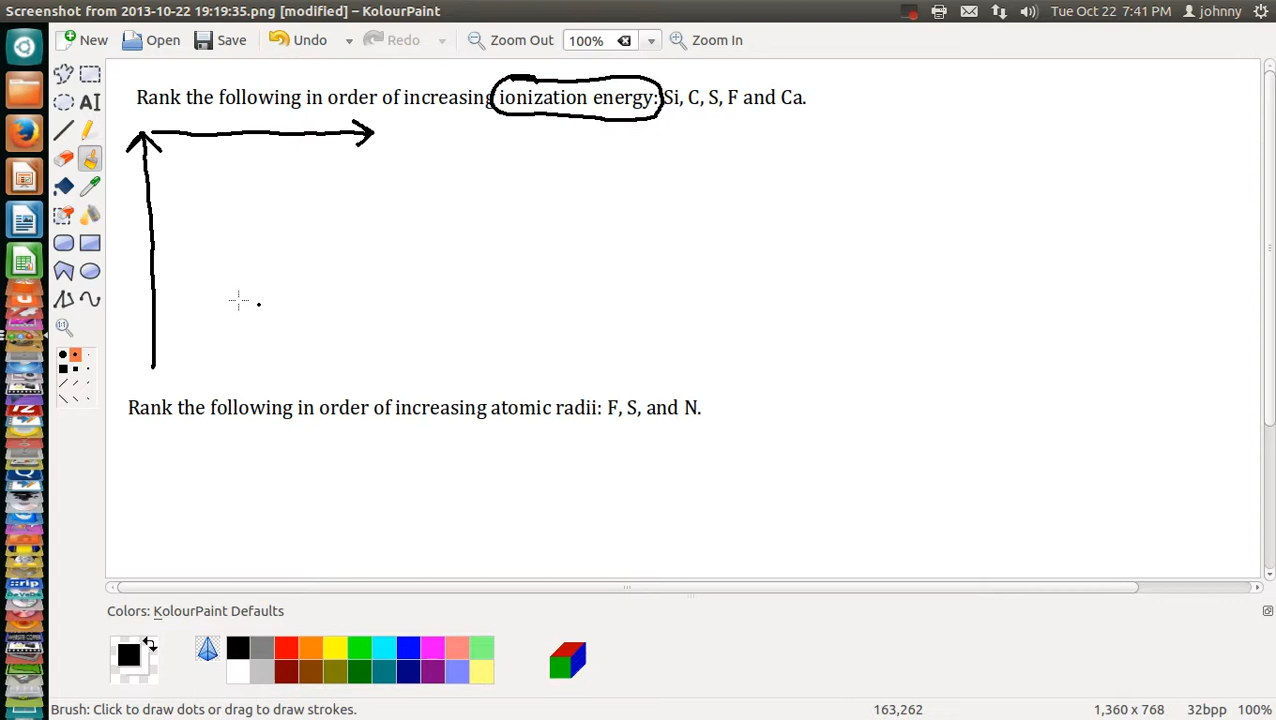 Screenshot from 2013-10-22 19:19:35.png [modified] - KolourPaint
Tue Oct 22 7:41 PM johnny
New Open Save Undo Redo Zoom Out 100% Zoom In
Rank the following in order of increasing ionization energy: Si, C, S, F and Ca.
Rank the following in order of increasing atomic radii: F, S, and N.
Colors: KolourPaint Defaults
Brush: Click to draw dots or drag to draw strokes. 163,262 1,360 x 768 32bpp 100%